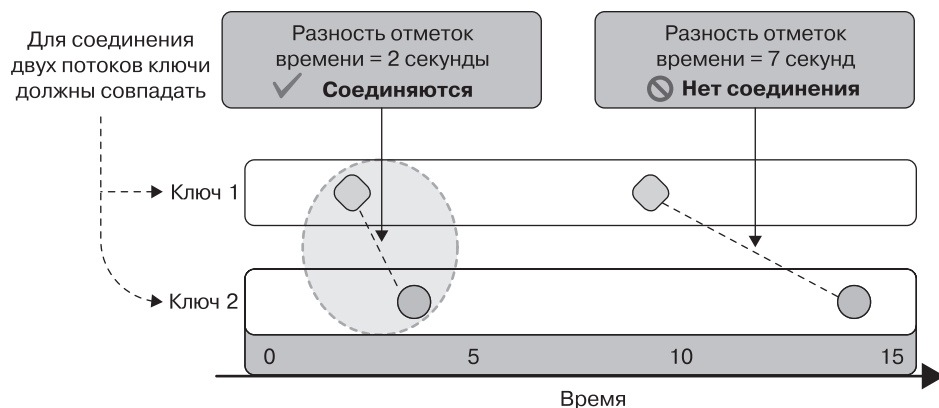 Для соединения
двух потоков ключи
должны совпадать
Разность отметок
времени = 2 секунды
Соединяются
Разность отметок
времени = 7 секунд
Нет соединения
Ключ 1
Ключ 2
0 5 10 15
Время